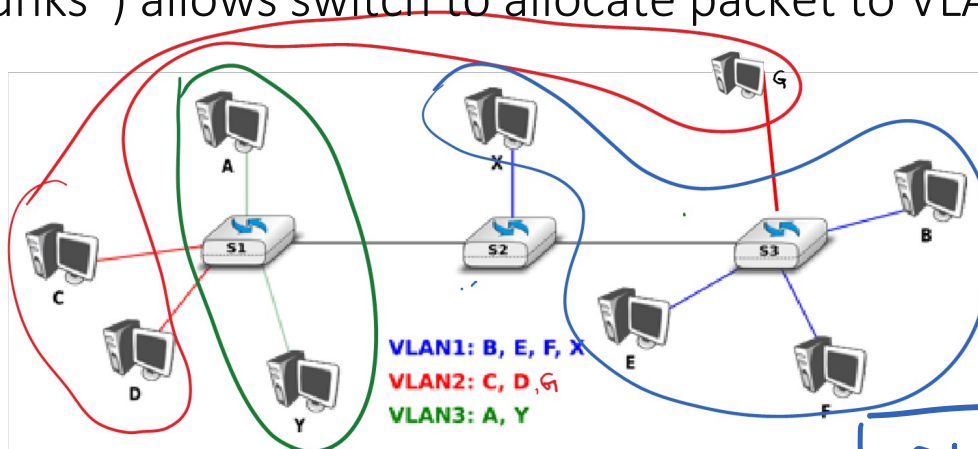 unks ) allows switch to allocate packet to VLA
G
A
X
B
S1
S2
S3
C
E
D
VLAN1: B, E, F, X
VLAN2: C, D, G
VLAN3: A, Y
F
Y